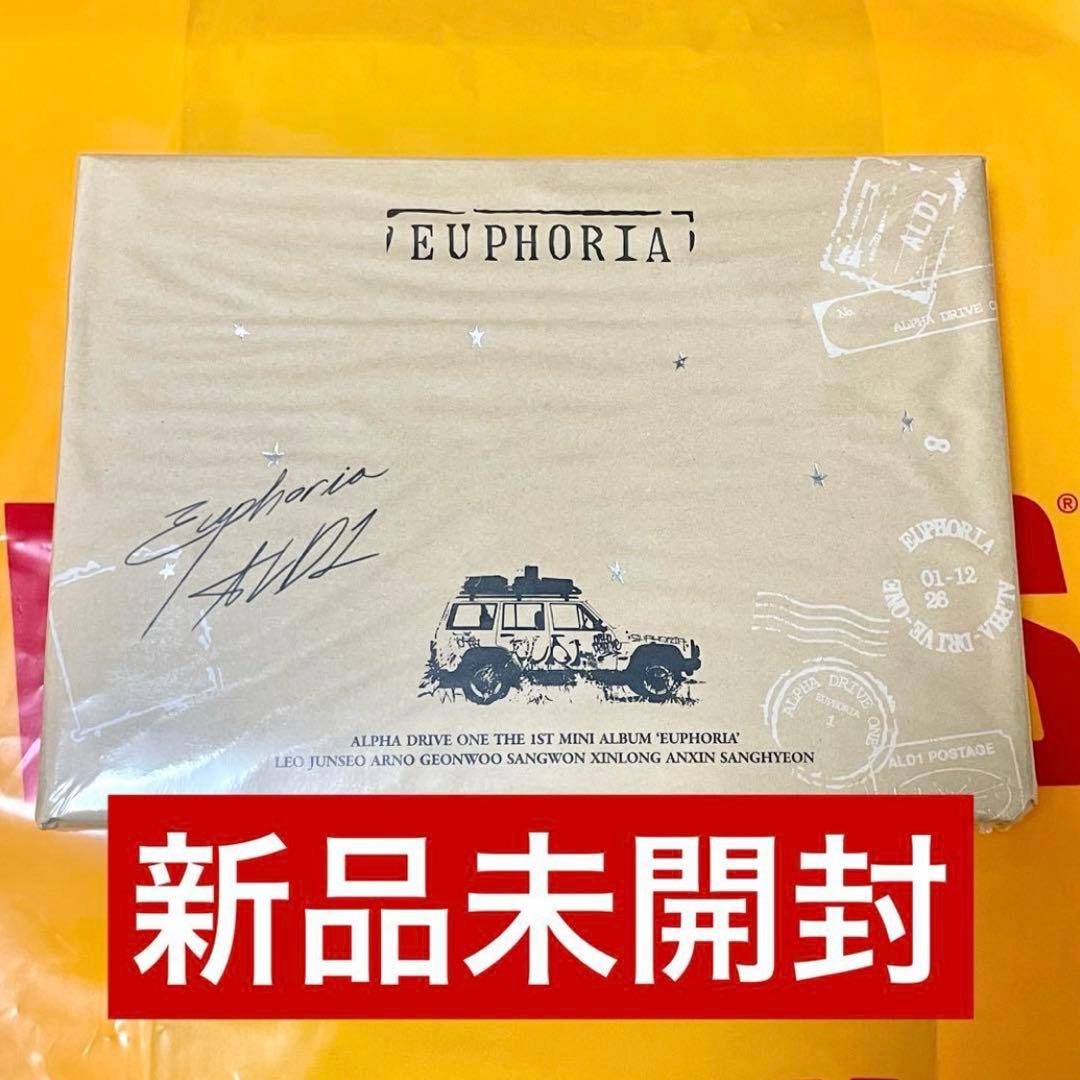 EUPHORIA
ALD1
No.
ALPHA DRIVE O
8
Euphoria
ALD1
EUPHORIA
01-12
26
ALPHA-DRIVE-ONE
®
EUPHORIA
ALPHA DRIVE ONE
EUPHORIA
1
ALD1 POSTAGE
ALPHA DRIVE ONE THE 1ST MINI ALBUM 'EUPHORIA'
LEO JUNSEO ARNO GEONWOO SANGWON XINLONG ANXIN SANGHYEON
新品未開封